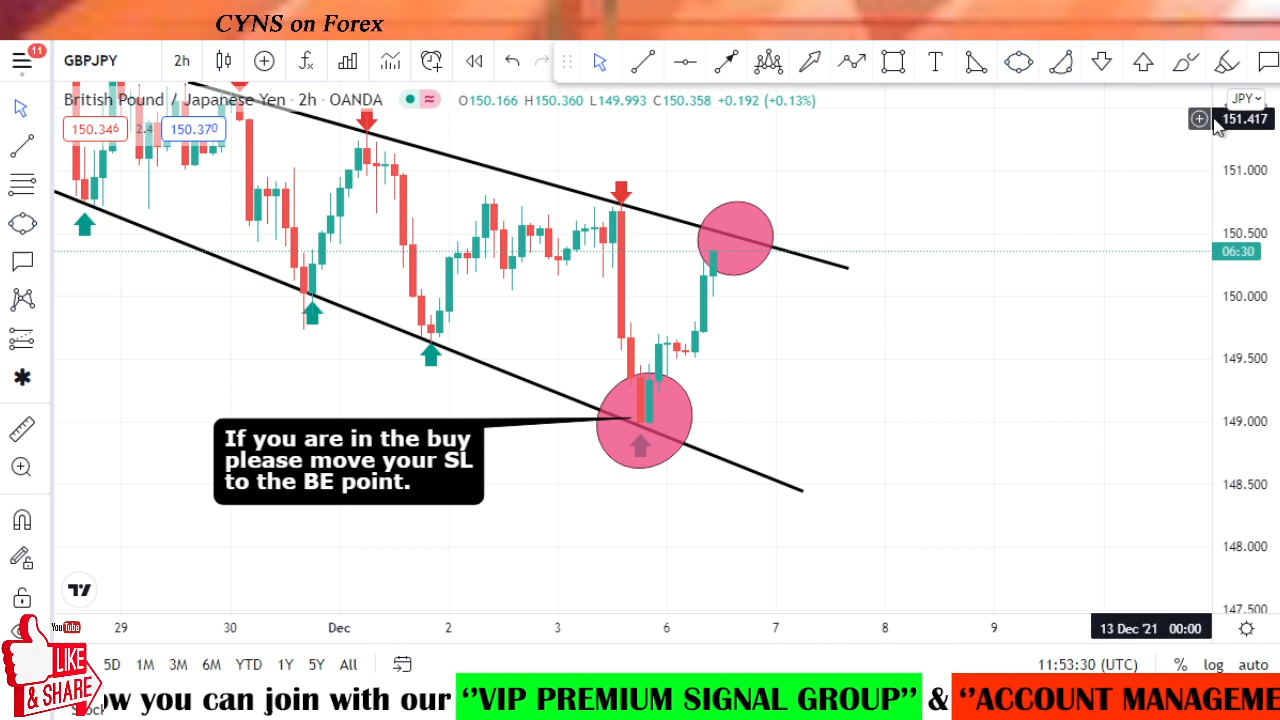 CYNS on Forex
11
GBPJPY
2h
JPY
British Pound / Japanese Yen · 2h · OANDA
O150.166 H150.360 L149.993 C150.358 +0.192 (+0.13%)
150.346
2.4
150.370
151.417
151.000
150.500
06:30
150.000
149.500
149.000
148.500
148.000
147.500
If you are in the buy
please move your SL
to the BE point.
29
30
Dec
2
3
6
7
8
9
13 Dec '21 00:00
YouTube
LIKE
& SHARE
5D
1M
3M
6M
YTD
1Y
5Y
All
11:53:30 (UTC)
%
log
auto
ow you can join with our ‘’VIP PREMIUM SIGNAL GROUP’’ & ‘’ACCOUNT MANAGEME